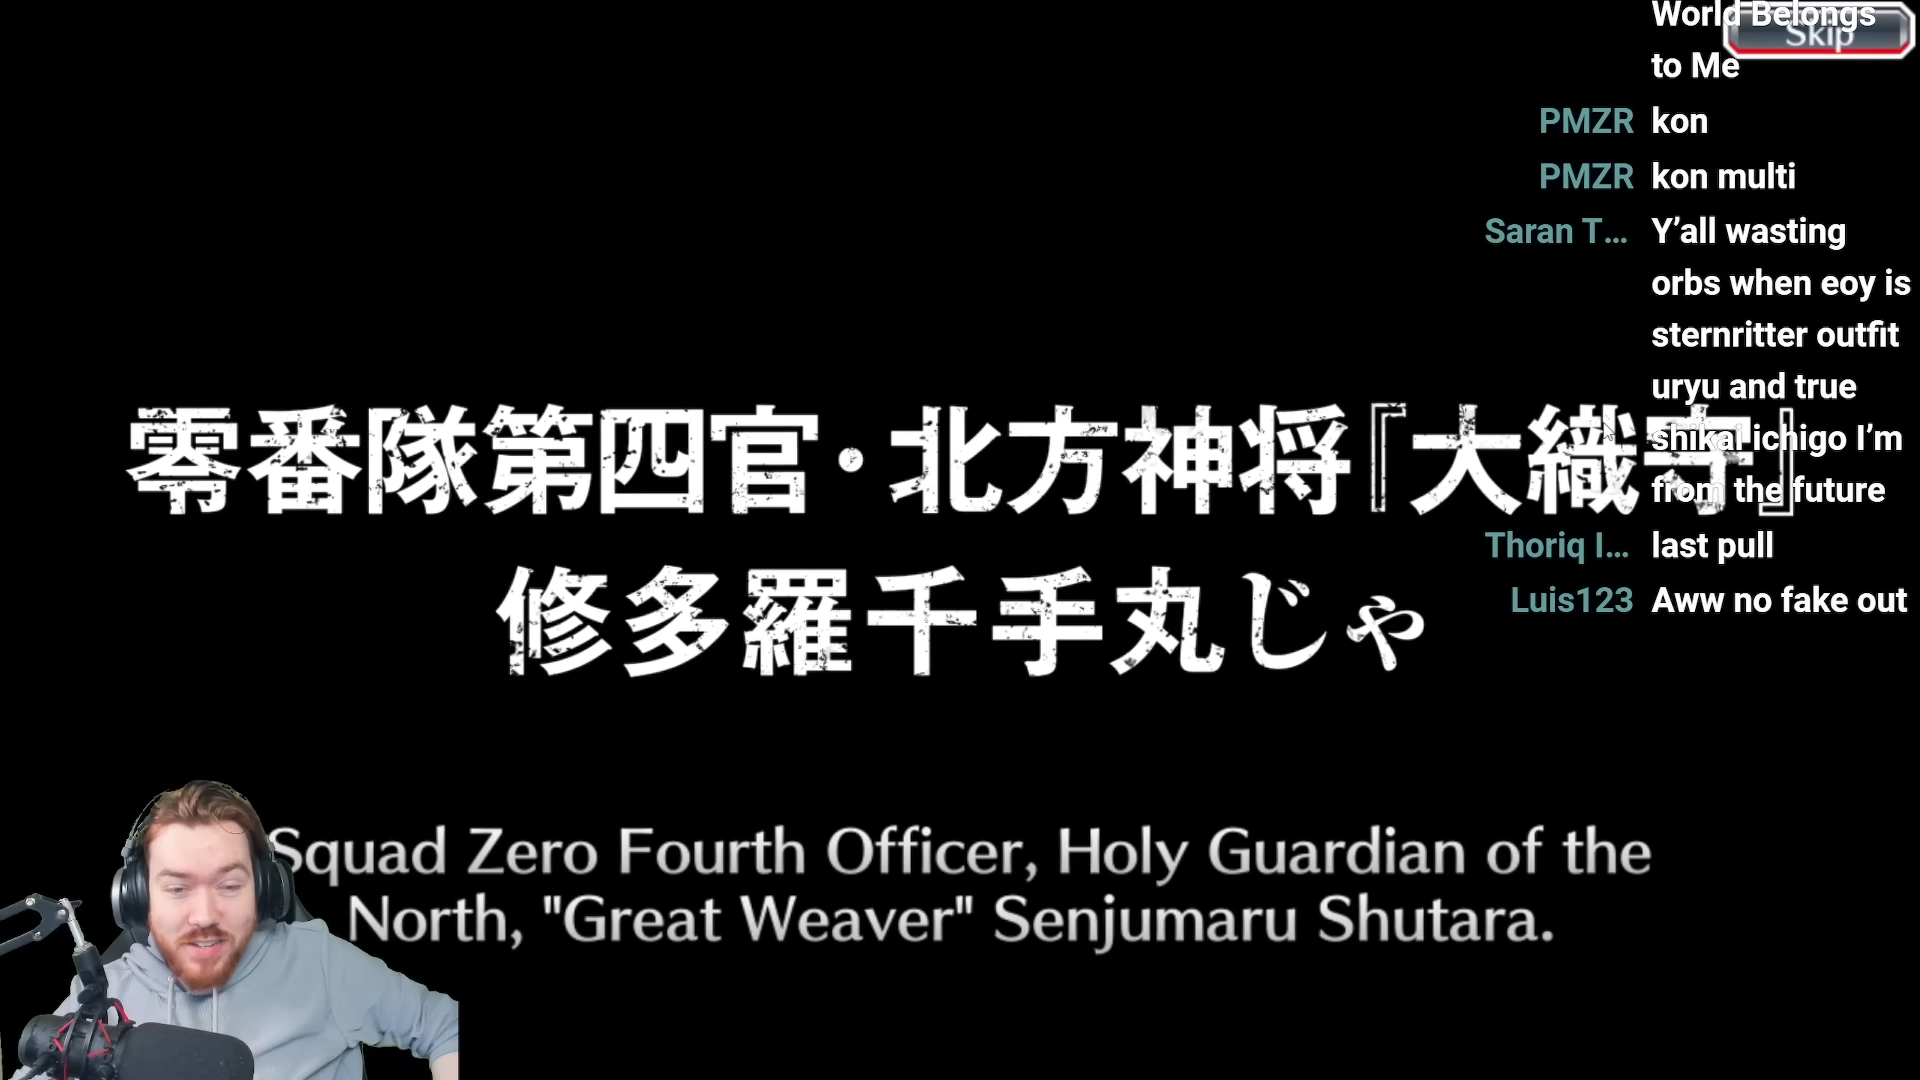 World Belongs
Skip
to Me
PMZR kon
PMZR kon multi
Saran T… Y’all wasting
orbs when eoy is
sternritter outfit
uryu and true
shikai ichigo I’m
from the future
Thoriq I… last pull
Luis123 Aww no fake out
零番隊第四官・北方神将『大織守』
修多羅千手丸じゃ
Squad Zero Fourth Officer, Holy Guardian of the
North, "Great Weaver" Senjumaru Shutara.